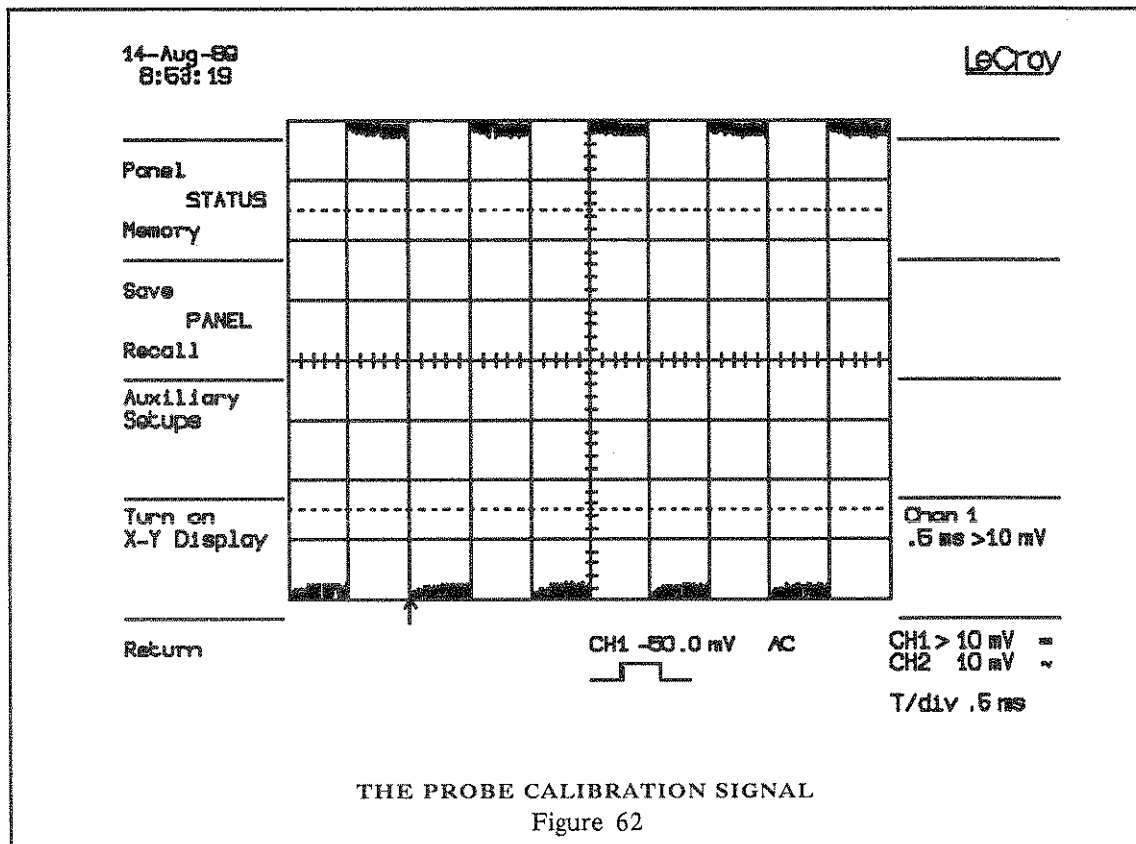 14-Aug-89
8:53:19
LeCroy
Panel
STATUS
Memory
Save
PANEL
Recall
Auxiliary
Setups
Turn on
X-Y Display
Return
Chan 1
.5 ms >10 mV
CH1 -50.0 mV AC
CH1 > 10 mV =
CH2 10 mV ~
T/div .5 ms
THE PROBE CALIBRATION SIGNAL
Figure 62